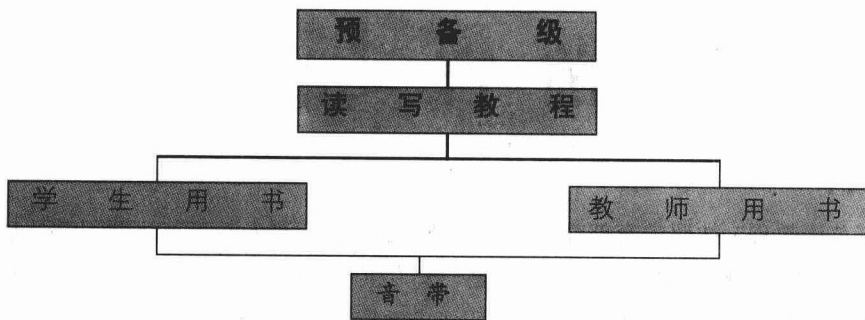 预备级
读写教程
学生用书
教师用书
音带